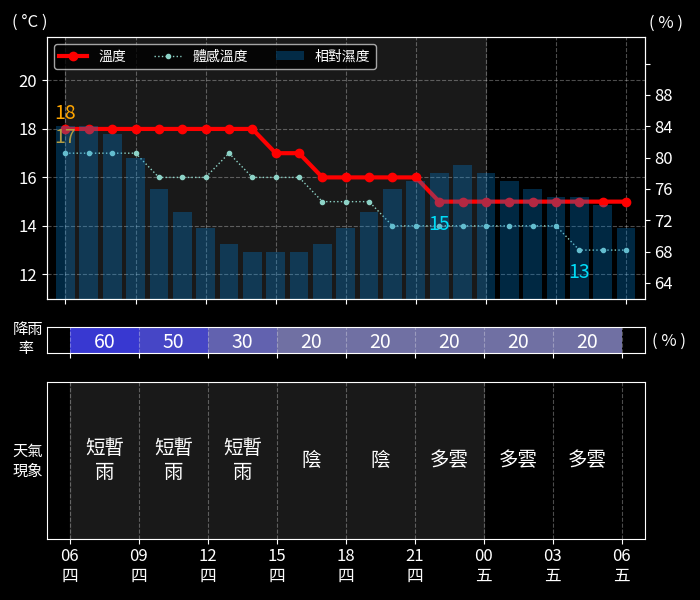 ( °C )
( % )
溫度 體感溫度 相對濕度
20
18
16
14
12
88
84
80
76
72
68
64
18
17
15
13
降雨
率
60 50 30 20 20 20 20 20
( % )
天氣
現象
短暫
雨
短暫
雨
短暫
雨
陰
陰
多雲
多雲
多雲
06 09 12 15 18 21 00 03 06
四 四 四 四 四 四 五 五 五